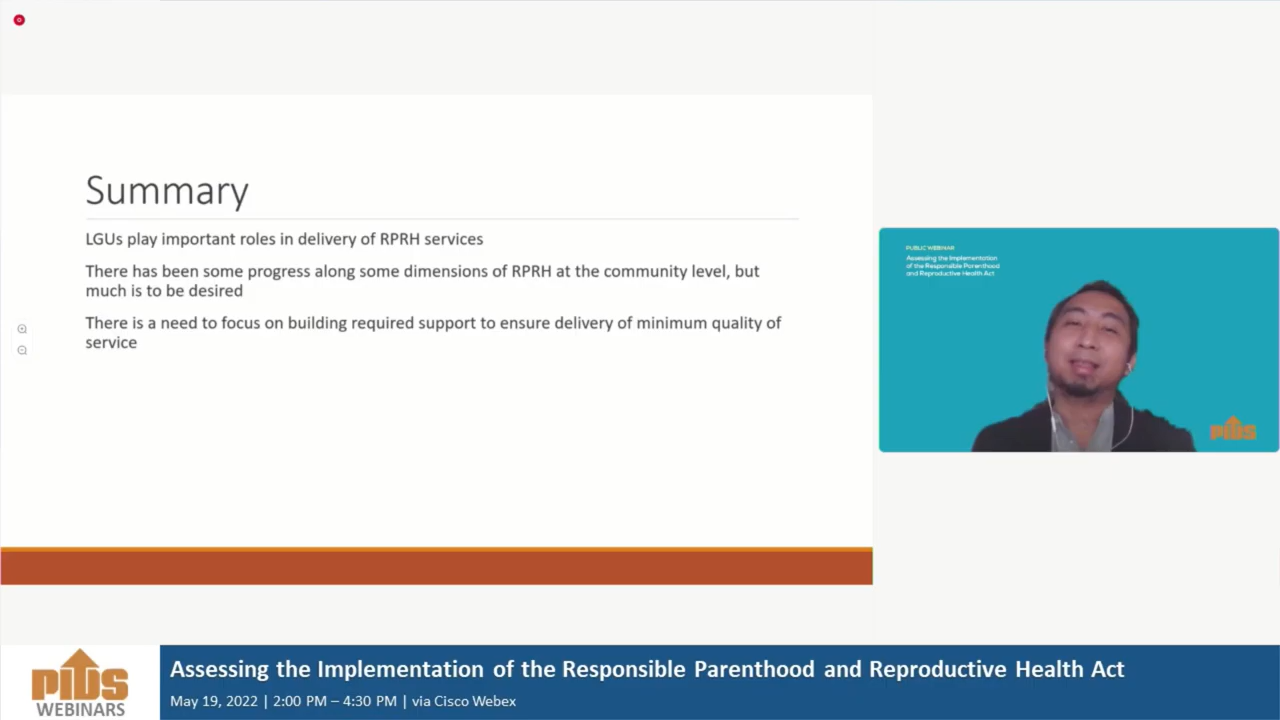 Summary
LGUs play important roles in delivery of RPRH services
There has been some progress along some dimensions of RPRH at the community level, but
much is to be desired
There is a need to focus on building required support to ensure delivery of minimum quality of
service
PUBLIC WEBINAR
Assessing the Implementation
of the Responsible Parenthood
and Reproductive Health Act
PIDS
PIDS
WEBINARS
Assessing the Implementation of the Responsible Parenthood and Reproductive Health Act
May 19, 2022 | 2:00 PM – 4:30 PM | via Cisco Webex